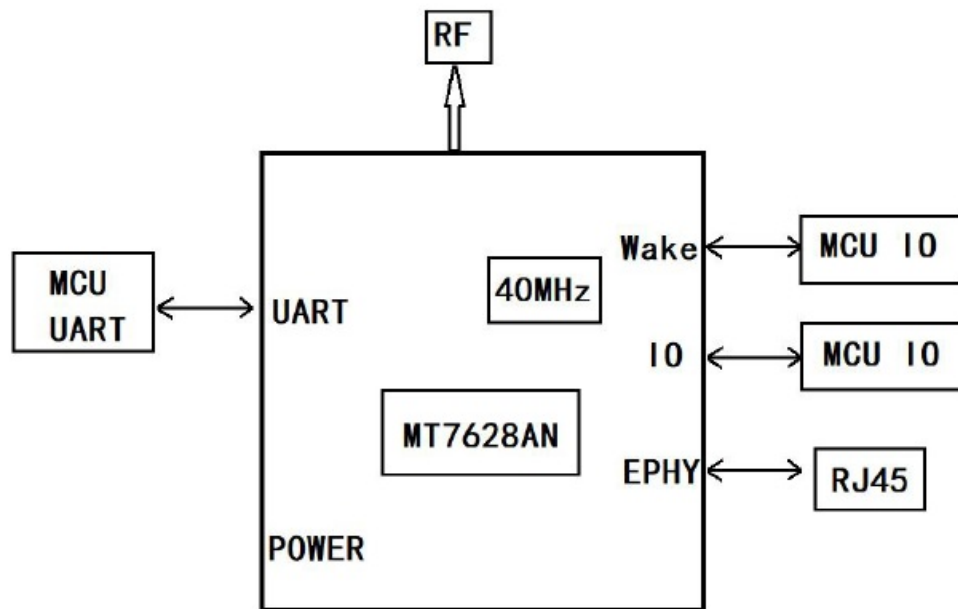 RF
Wake
MCU IO
MCU
UART
UART
40MHz
IO
MCU IO
MT7628AN
EPHY
RJ45
POWER